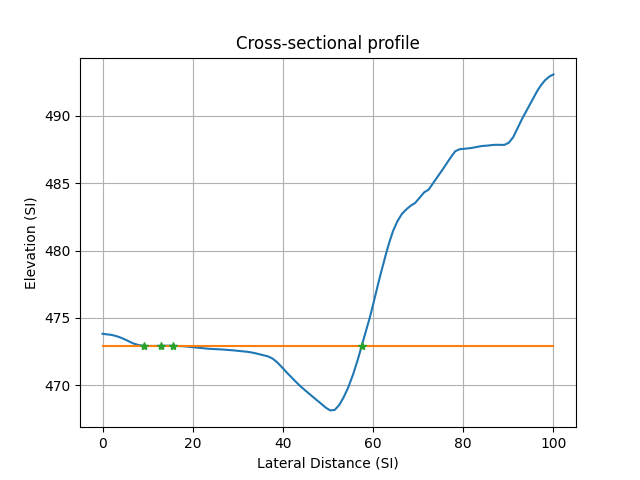 Cross-sectional profile
Elevation (SI)
490
485
480
475
470
0 20 40 60 80 100
Lateral Distance (SI)